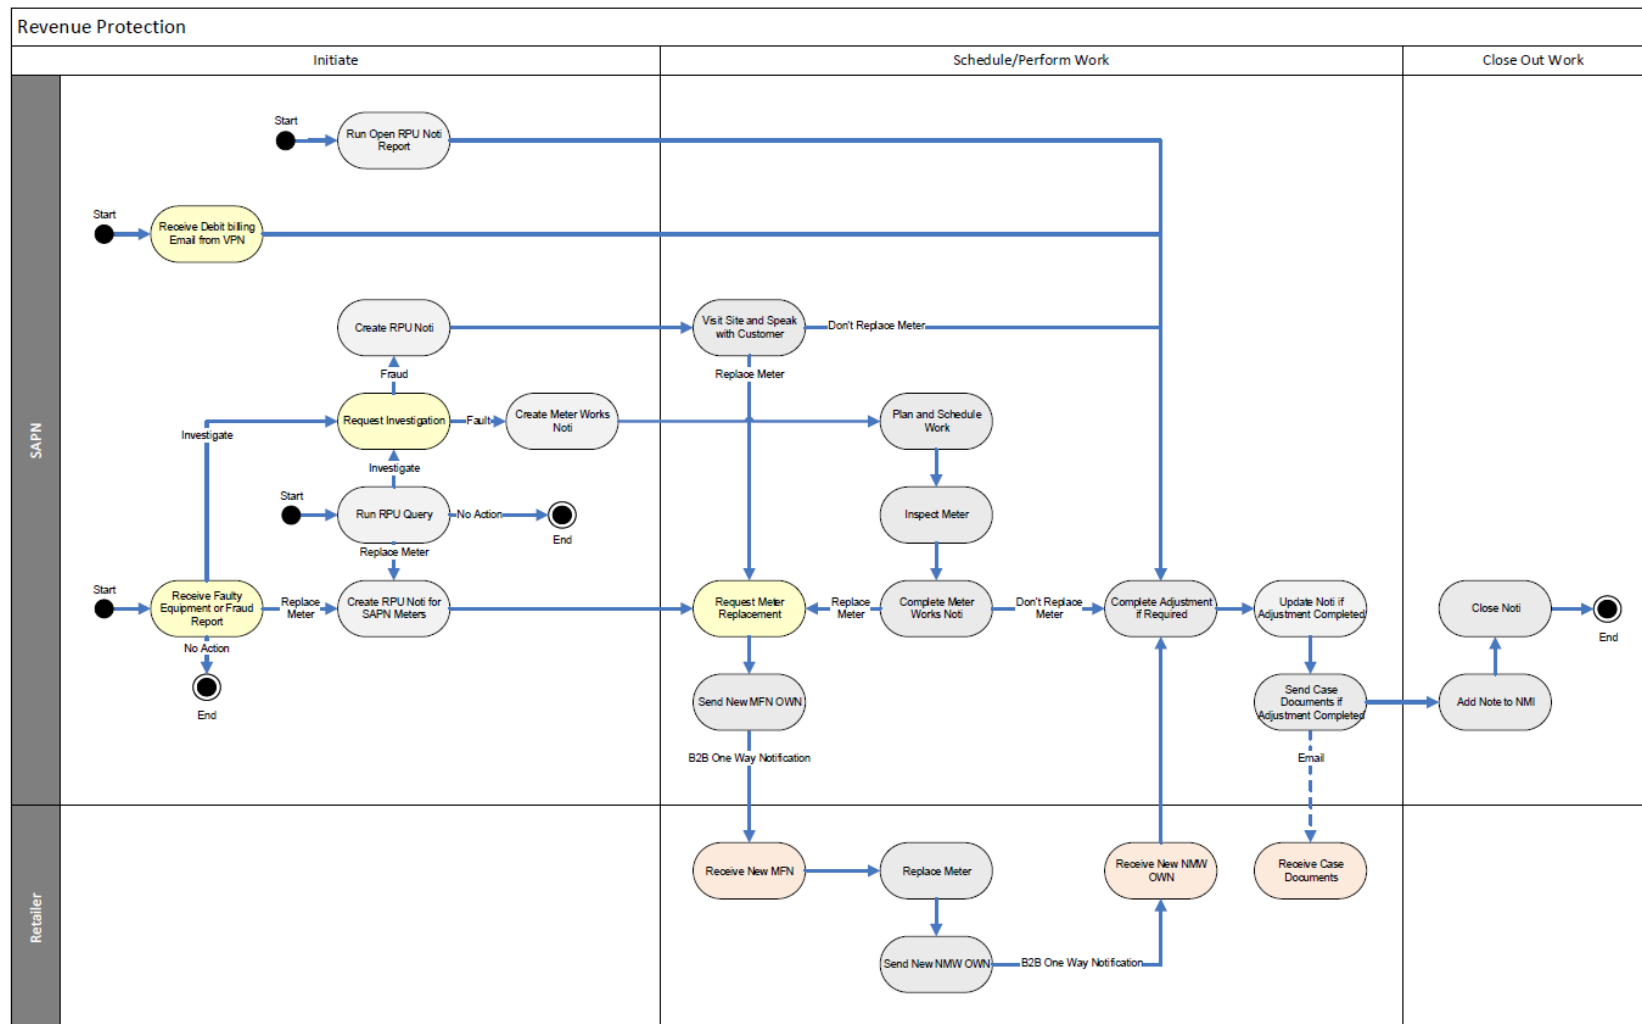 Revenue Protection
Initiate
Schedule/Perform Work
Close Out Work
SAPN
Start
Run Open RPU Noti
Report
Start
Receive Debit billing
Email from VPN
Create RPU Noti
Visit Site and Speak
with Customer
Don't Replace Meter
Fraud
Replace Meter
Request Investigation
Fault
Create Meter Works
Noti
Plan and Schedule
Work
Investigate
Investigate
Start
Run RPU Query
No Action
End
Inspect Meter
Replace Meter
Start
Receive Faulty
Equipment or Fraud
Report
Replace
Meter
Create RPU Noti for
SAPN Meters
Request Meter
Replacement
Replace
Meter
Complete Meter
Works Noti
Don't Replace
Meter
Complete Adjustment
if Required
Update Noti if
Adjustment Completed
Close Noti
End
No Action
End
Send New MFN OWN
Send Case
Documents if
Adjustment Completed
Add Note to NMI
B2B One Way Notification
Email
Retailer
Receive New MFN
Replace Meter
Receive New NMW
OWN
Receive Case
Documents
Send New NMW OWN
B2B One Way Notification